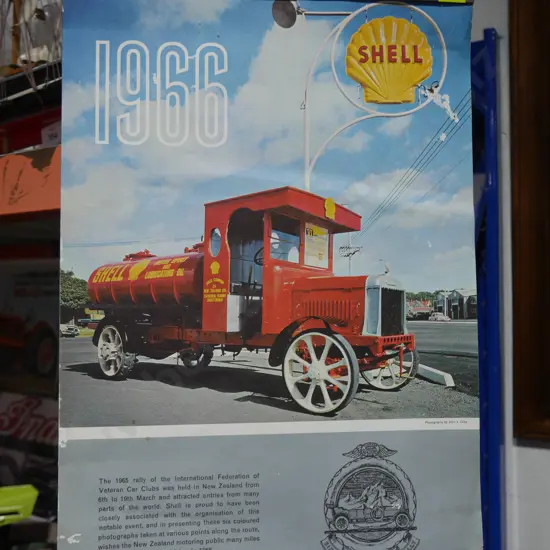 1966
SHELL
SHELL
LUBRICATING OIL
The 1965 rally of the International Federation of
Veteran Car Clubs was held in New Zealand from
6th to 19th March and attracted entries from many
parts of the world. Shell is proud to have been
closely associated with the organisation of this
notable event, and in presenting these six coloured
photographs taken at various points along the route,
wishes the New Zealand motoring public many miles